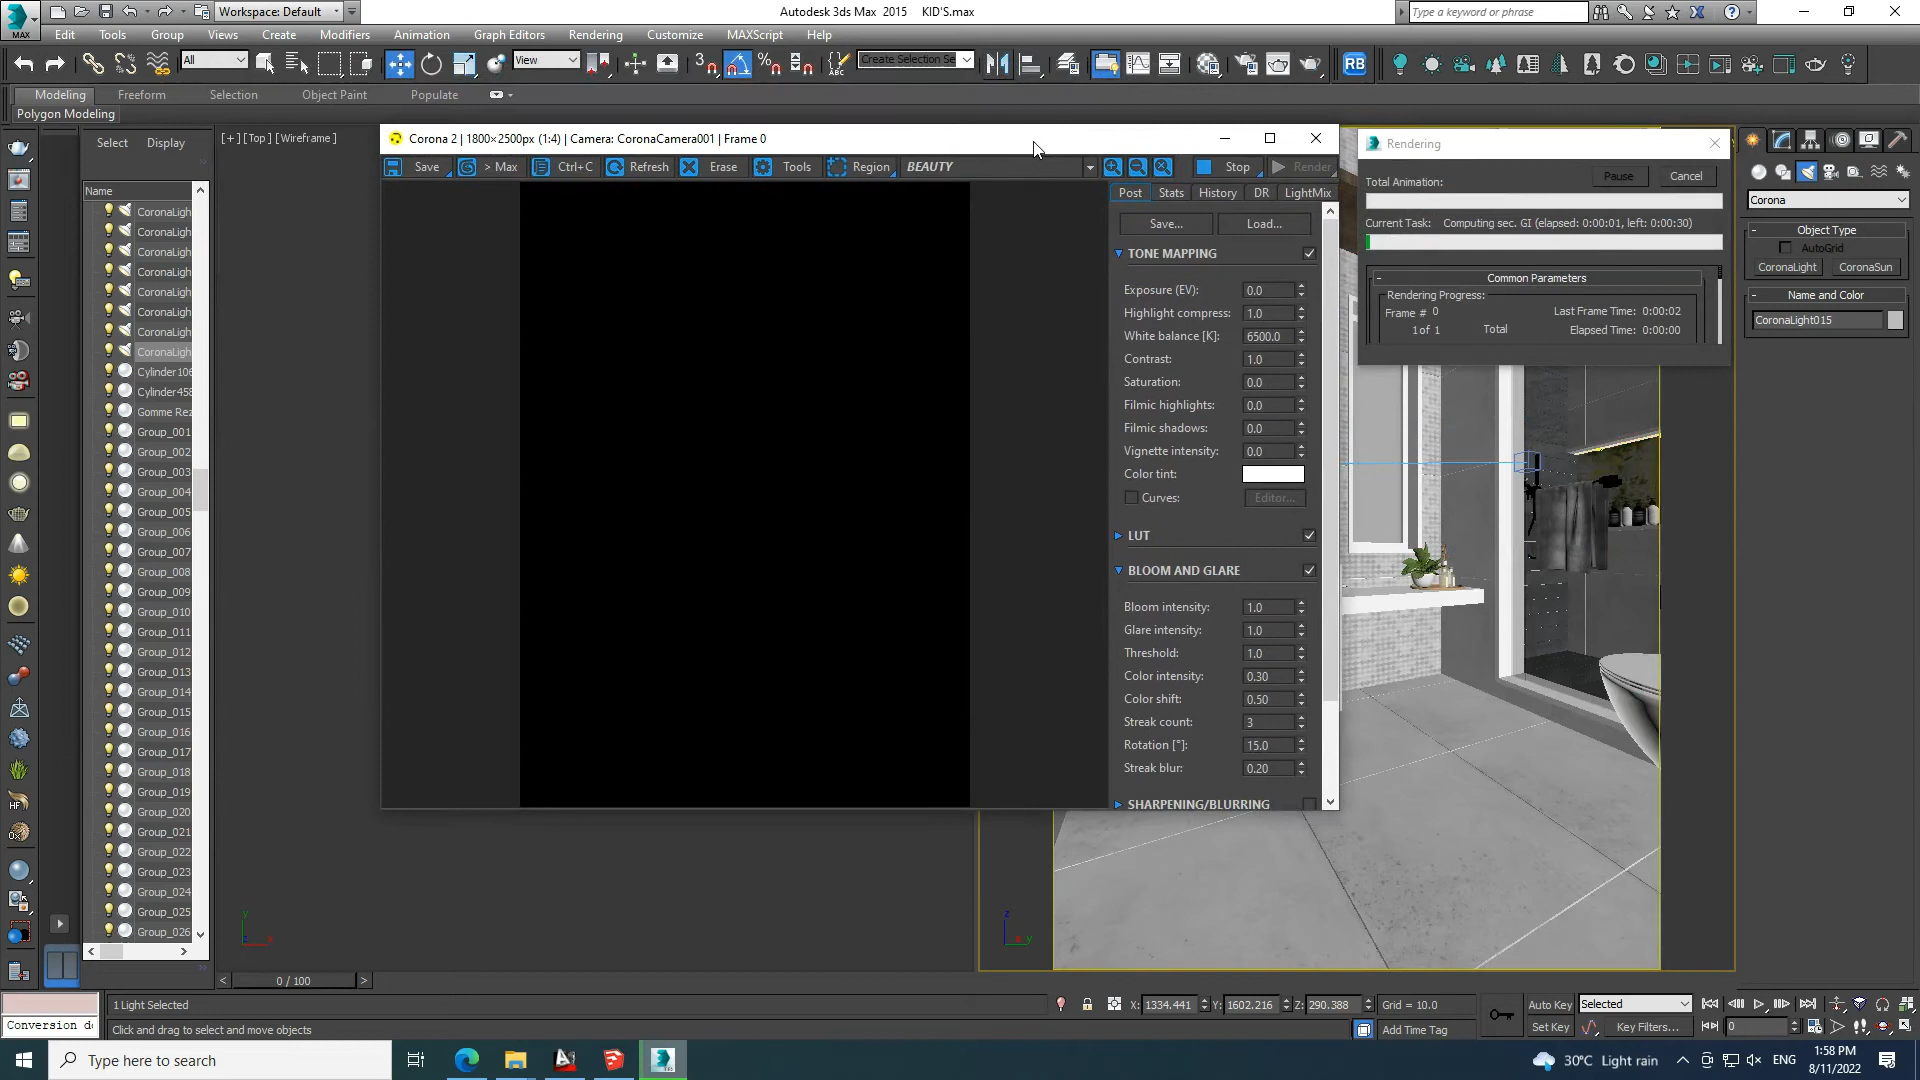 Workspace: Default
Autodesk 3ds Max 2015 KID'S.max
Type a keyword or phrase
MAX
Edit Tools Group Views Create Modifiers Animation Graph Editors Rendering Customize MAXScript Help
All
View
Create Selection Se
RB
Modeling Freeform Selection Object Paint Populate
Polygon Modeling
Select Display
[+] [Top] [Wireframe]
Name
CoronaLigh
CoronaLigh
CoronaLigh
CoronaLigh
CoronaLigh
CoronaLigh
CoronaLigh
CoronaLigh
Cylinder106
Cylinder458
Gomme Rez
Group_001
Group_002
Group_003
Group_004
Group_005
Group_006
Group_007
Group_008
Group_009
Group_010
Group_011
Group_012
Group_013
Group_014
Group_015
Group_016
Group_017
Group_018
Group_019
Group_020
Group_021
Group_022
Group_023
Group_024
Group_025
Group_026
Corona 2 | 1800×2500px (1:4) | Camera: CoronaCamera001 | Frame 0
Save > Max Ctrl+C Refresh Erase Tools Region BEAUTY Stop Render
Post Stats History DR LightMix
Save... Load...
TONE MAPPING
Exposure (EV): 0.0
Highlight compress: 1.0
White balance [K]: 6500.0
Contrast: 1.0
Saturation: 0.0
Filmic highlights: 0.0
Filmic shadows: 0.0
Vignette intensity: 0.0
Color tint:
Curves: Editor...
LUT
BLOOM AND GLARE
Bloom intensity: 1.0
Glare intensity: 1.0
Threshold: 1.0
Color intensity: 0.30
Color shift: 0.50
Streak count: 3
Rotation [°]: 15.0
Streak blur: 0.20
SHARPENING/BLURRING
Rendering
Total Animation: Pause Cancel
Current Task: Computing sec. GI (elapsed: 0:00:01, left: 0:00:30)
Common Parameters
Rendering Progress:
Frame # 0 Last Frame Time: 0:00:02
1 of 1 Total Elapsed Time: 0:00:00
Corona
Object Type
AutoGrid
CoronaLight CoronaSun
Name and Color
CoronaLight015
y
x
z
y
x
0 / 100
1 Light Selected
X: 1334.441 Y: 1602.216 Z: 290.388 Grid = 10.0 Auto Key Selected
Conversion do
Click and drag to select and move objects
Add Time Tag Set Key Key Filters... 0
Type here to search
30°C Light rain ENG 1:58 PM
8/11/2022